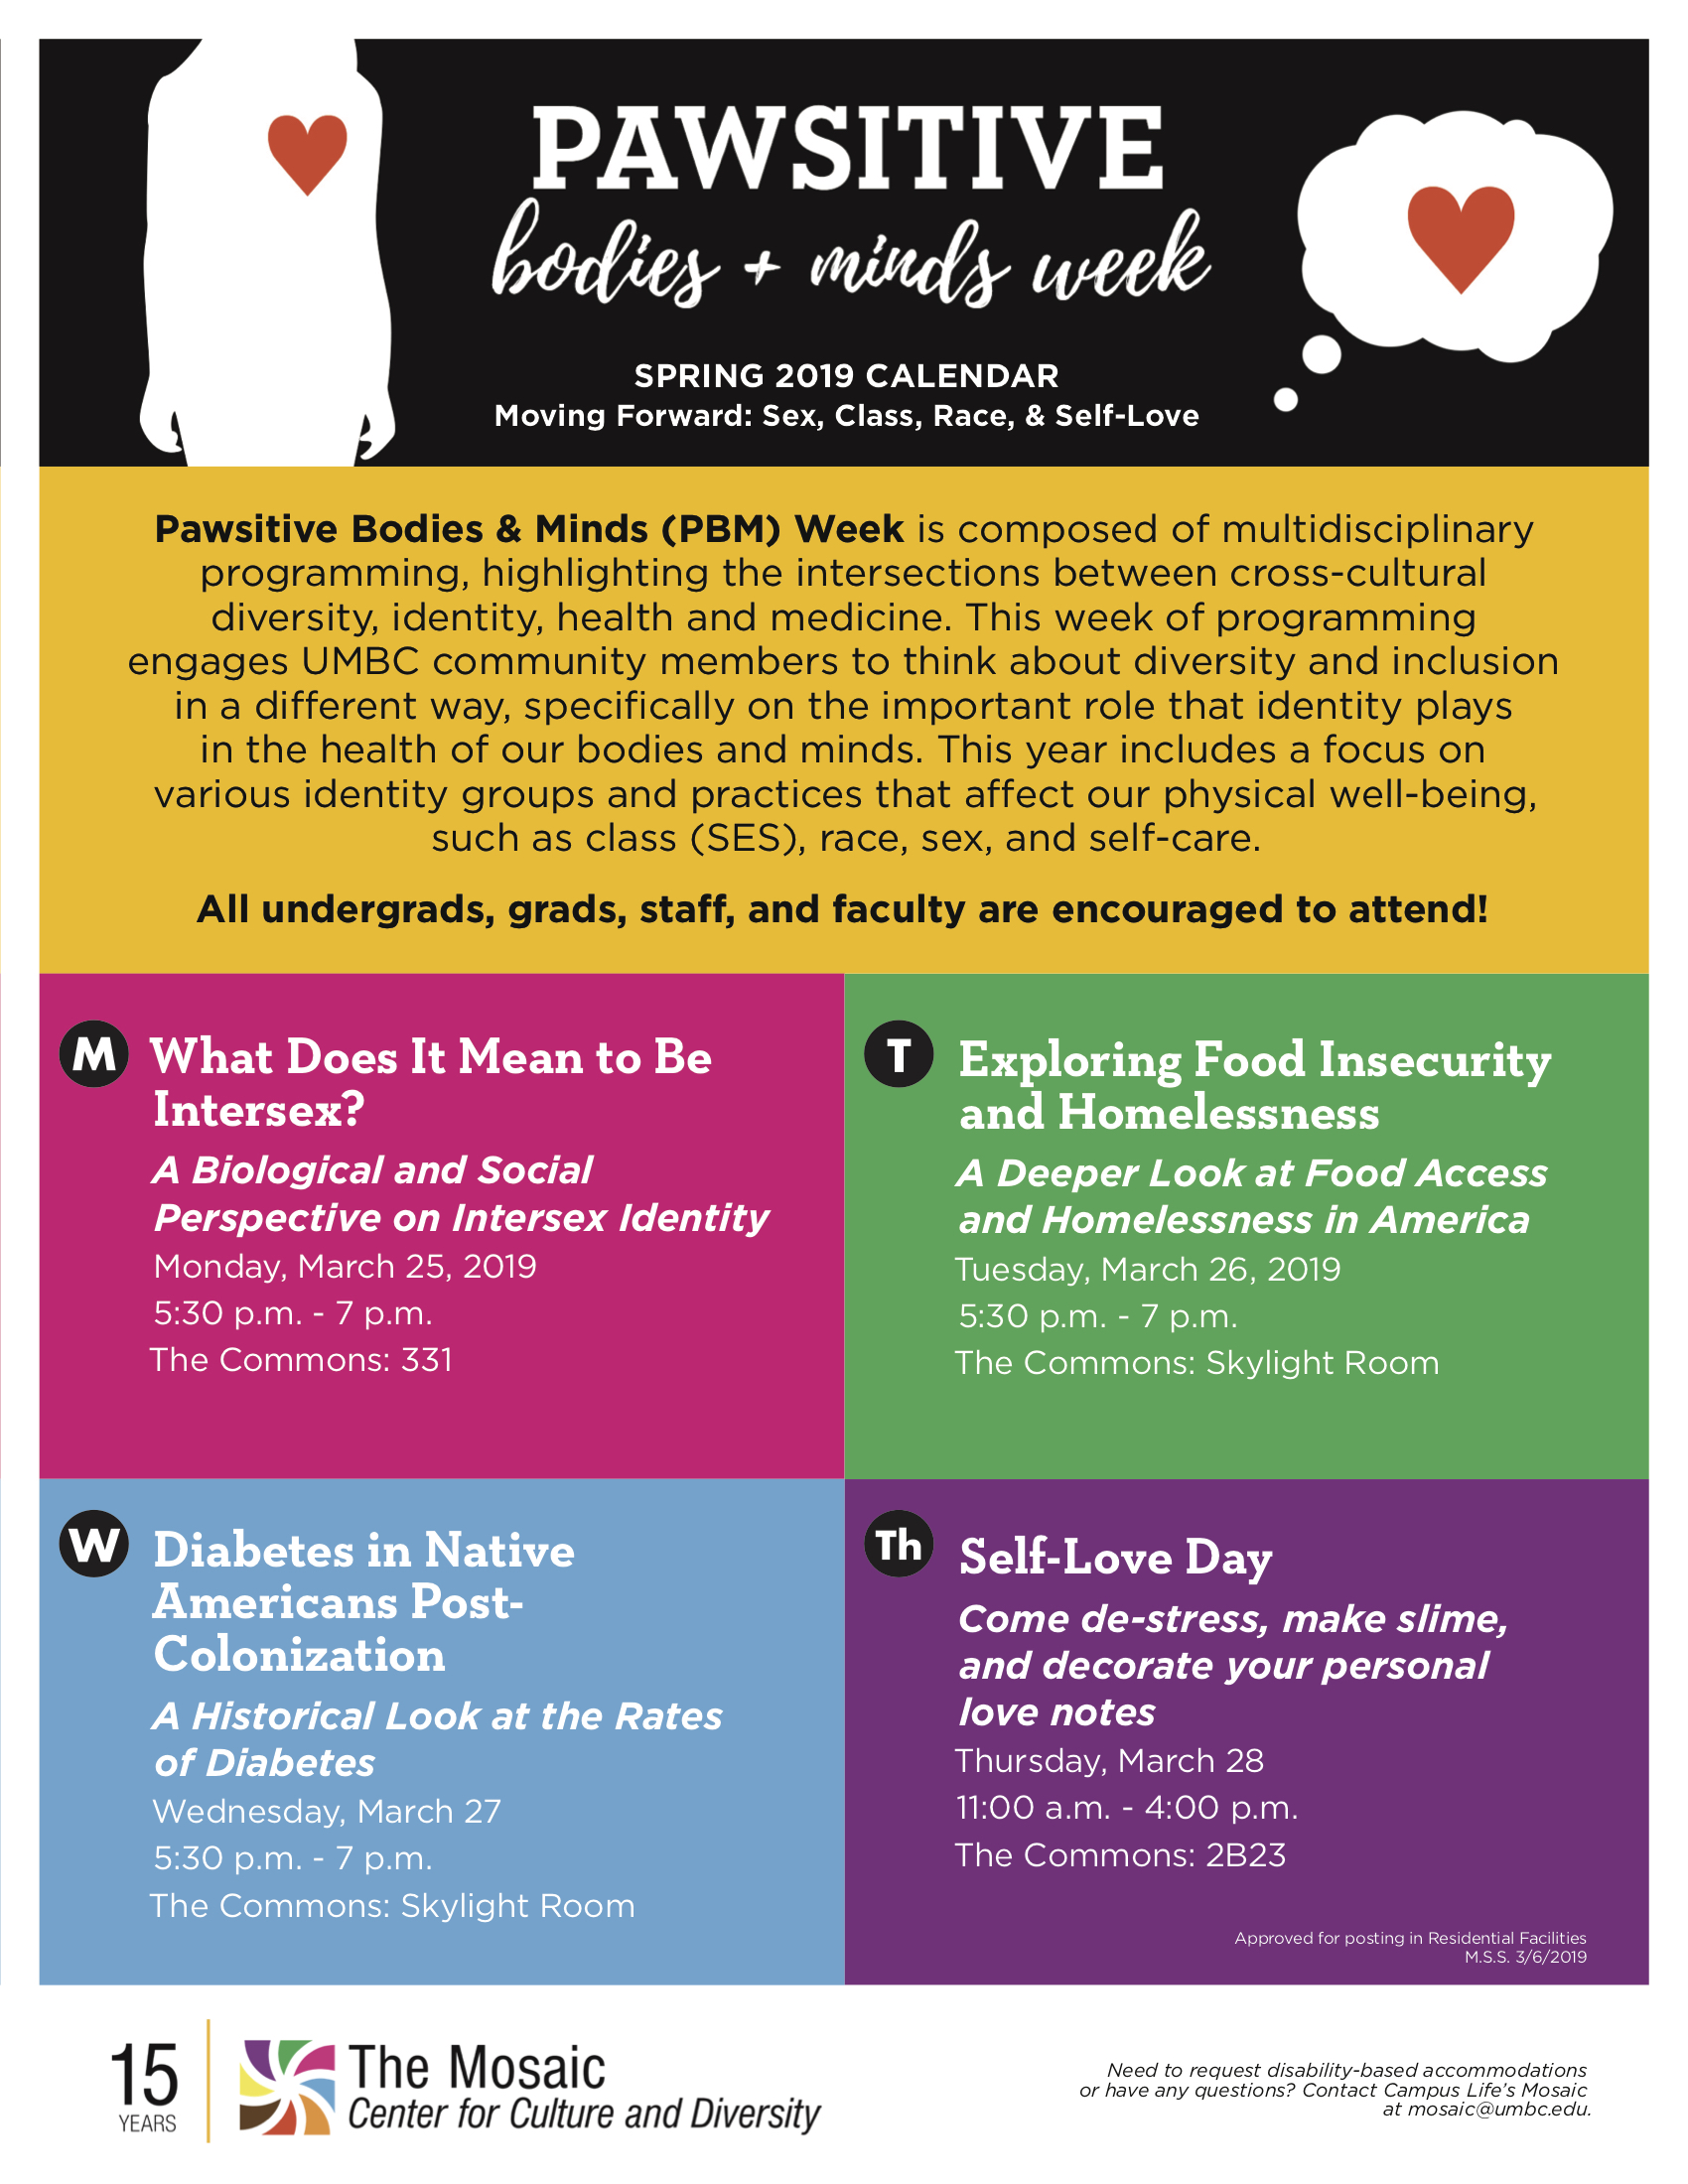 PAWSITIVE
bodies + minds week
SPRING 2019 CALENDAR
Moving Forward: Sex, Class, Race, & Self-Love
Pawsitive Bodies & Minds (PBM) Week is composed of multidisciplinary
programming, highlighting the intersections between cross-cultural
diversity, identity, health and medicine. This week of programming
engages UMBC community members to think about diversity and inclusion
in a different way, specifically on the important role that identity plays
in the health of our bodies and minds. This year includes a focus on
various identity groups and practices that affect our physical well-being,
such as class (SES), race, sex, and self-care.
All undergrads, grads, staff, and faculty are encouraged to attend!
M
What Does It Mean to Be
Intersex?
A Biological and Social
Perspective on Intersex Identity
Monday, March 25, 2019
5:30 p.m. - 7 p.m.
The Commons: 331
T
Exploring Food Insecurity
and Homelessness
A Deeper Look at Food Access
and Homelessness in America
Tuesday, March 26, 2019
5:30 p.m. - 7 p.m.
The Commons: Skylight Room
W
Diabetes in Native
Americans Post-
Colonization
A Historical Look at the Rates
of Diabetes
Wednesday, March 27
5:30 p.m. - 7 p.m.
The Commons: Skylight Room
Th
Self-Love Day
Come de-stress, make slime,
and decorate your personal
love notes
Thursday, March 28
11:00 a.m. - 4:00 p.m.
The Commons: 2B23
Approved for posting in Residential Facilities
M.S.S. 3/6/2019
15
YEARS
The Mosaic
Center for Culture and Diversity
Need to request disability-based accommodations
or have any questions? Contact Campus Life's Mosaic
at mosaic@umbc.edu.